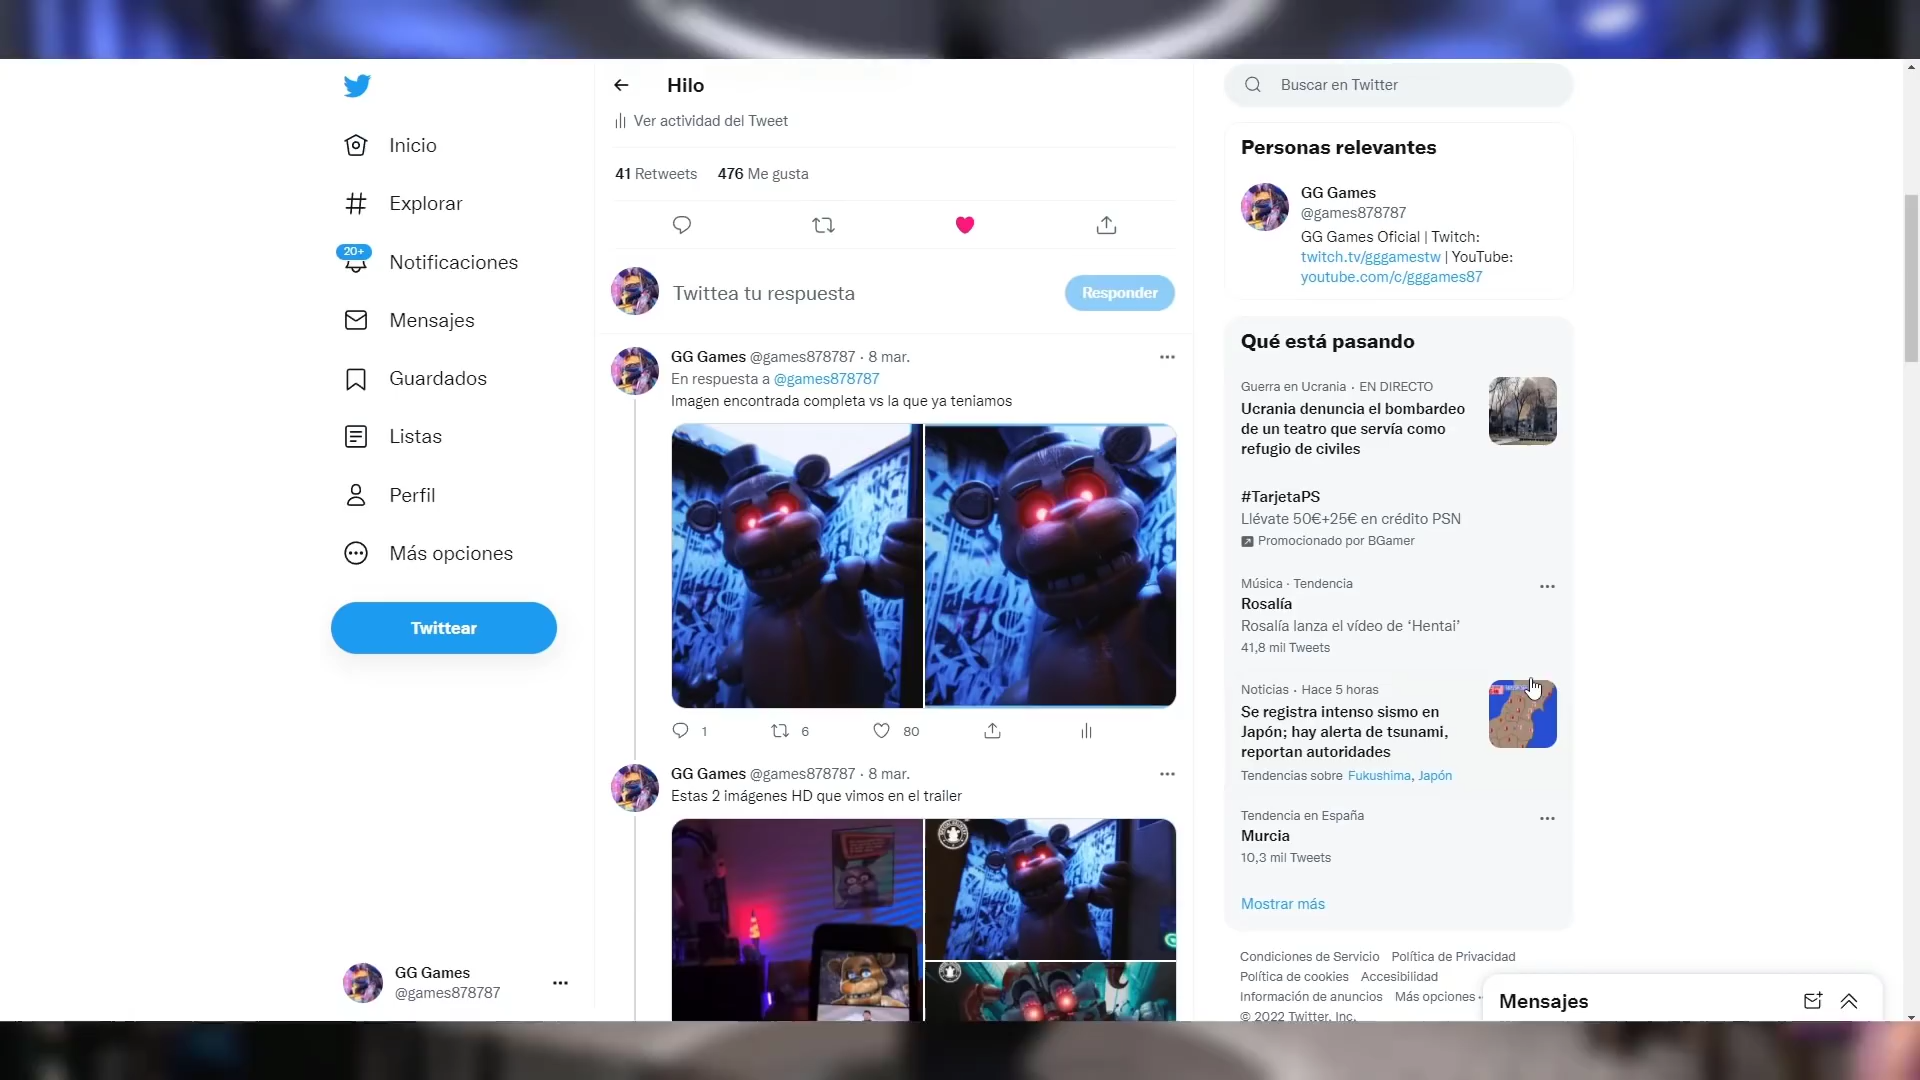 Hilo
Ver actividad del Tweet
41 Retweets 476 Me gusta
Inicio
Explorar
20+
Notificaciones
Mensajes
Guardados
Listas
Perfil
Más opciones
Twittear
GG Games
@games878787
Twittea tu respuesta
Responder
GG Games @games878787 · 8 mar.
En respuesta a @games878787
Imagen encontrada completa vs la que ya teniamos
1 6 80
GG Games @games878787 · 8 mar.
Estas 2 imágenes HD que vimos en el trailer
Buscar en Twitter
Personas relevantes
GG Games
@games878787
GG Games Oficial | Twitch:
twitch.tv/gggamestw | YouTube:
youtube.com/c/gggames87
Qué está pasando
Guerra en Ucrania · EN DIRECTO
Ucrania denuncia el bombardeo
de un teatro que servía como
refugio de civiles
#TarjetaPS
Llévate 50€+25€ en crédito PSN
Promocionado por BGamer
Música · Tendencia
Rosalía
Rosalía lanza el vídeo de ‘Hentai’
41,8 mil Tweets
Noticias · Hace 5 horas
Se registra intenso sismo en
Japón; hay alerta de tsunami,
reportan autoridades
Tendencias sobre Fukushima, Japón
Tendencia en España
Murcia
10,3 mil Tweets
Mostrar más
Condiciones de Servicio Política de Privacidad
Política de cookies Accesibilidad
Información de anuncios Más opciones
© 2022 Twitter, Inc.
Mensajes